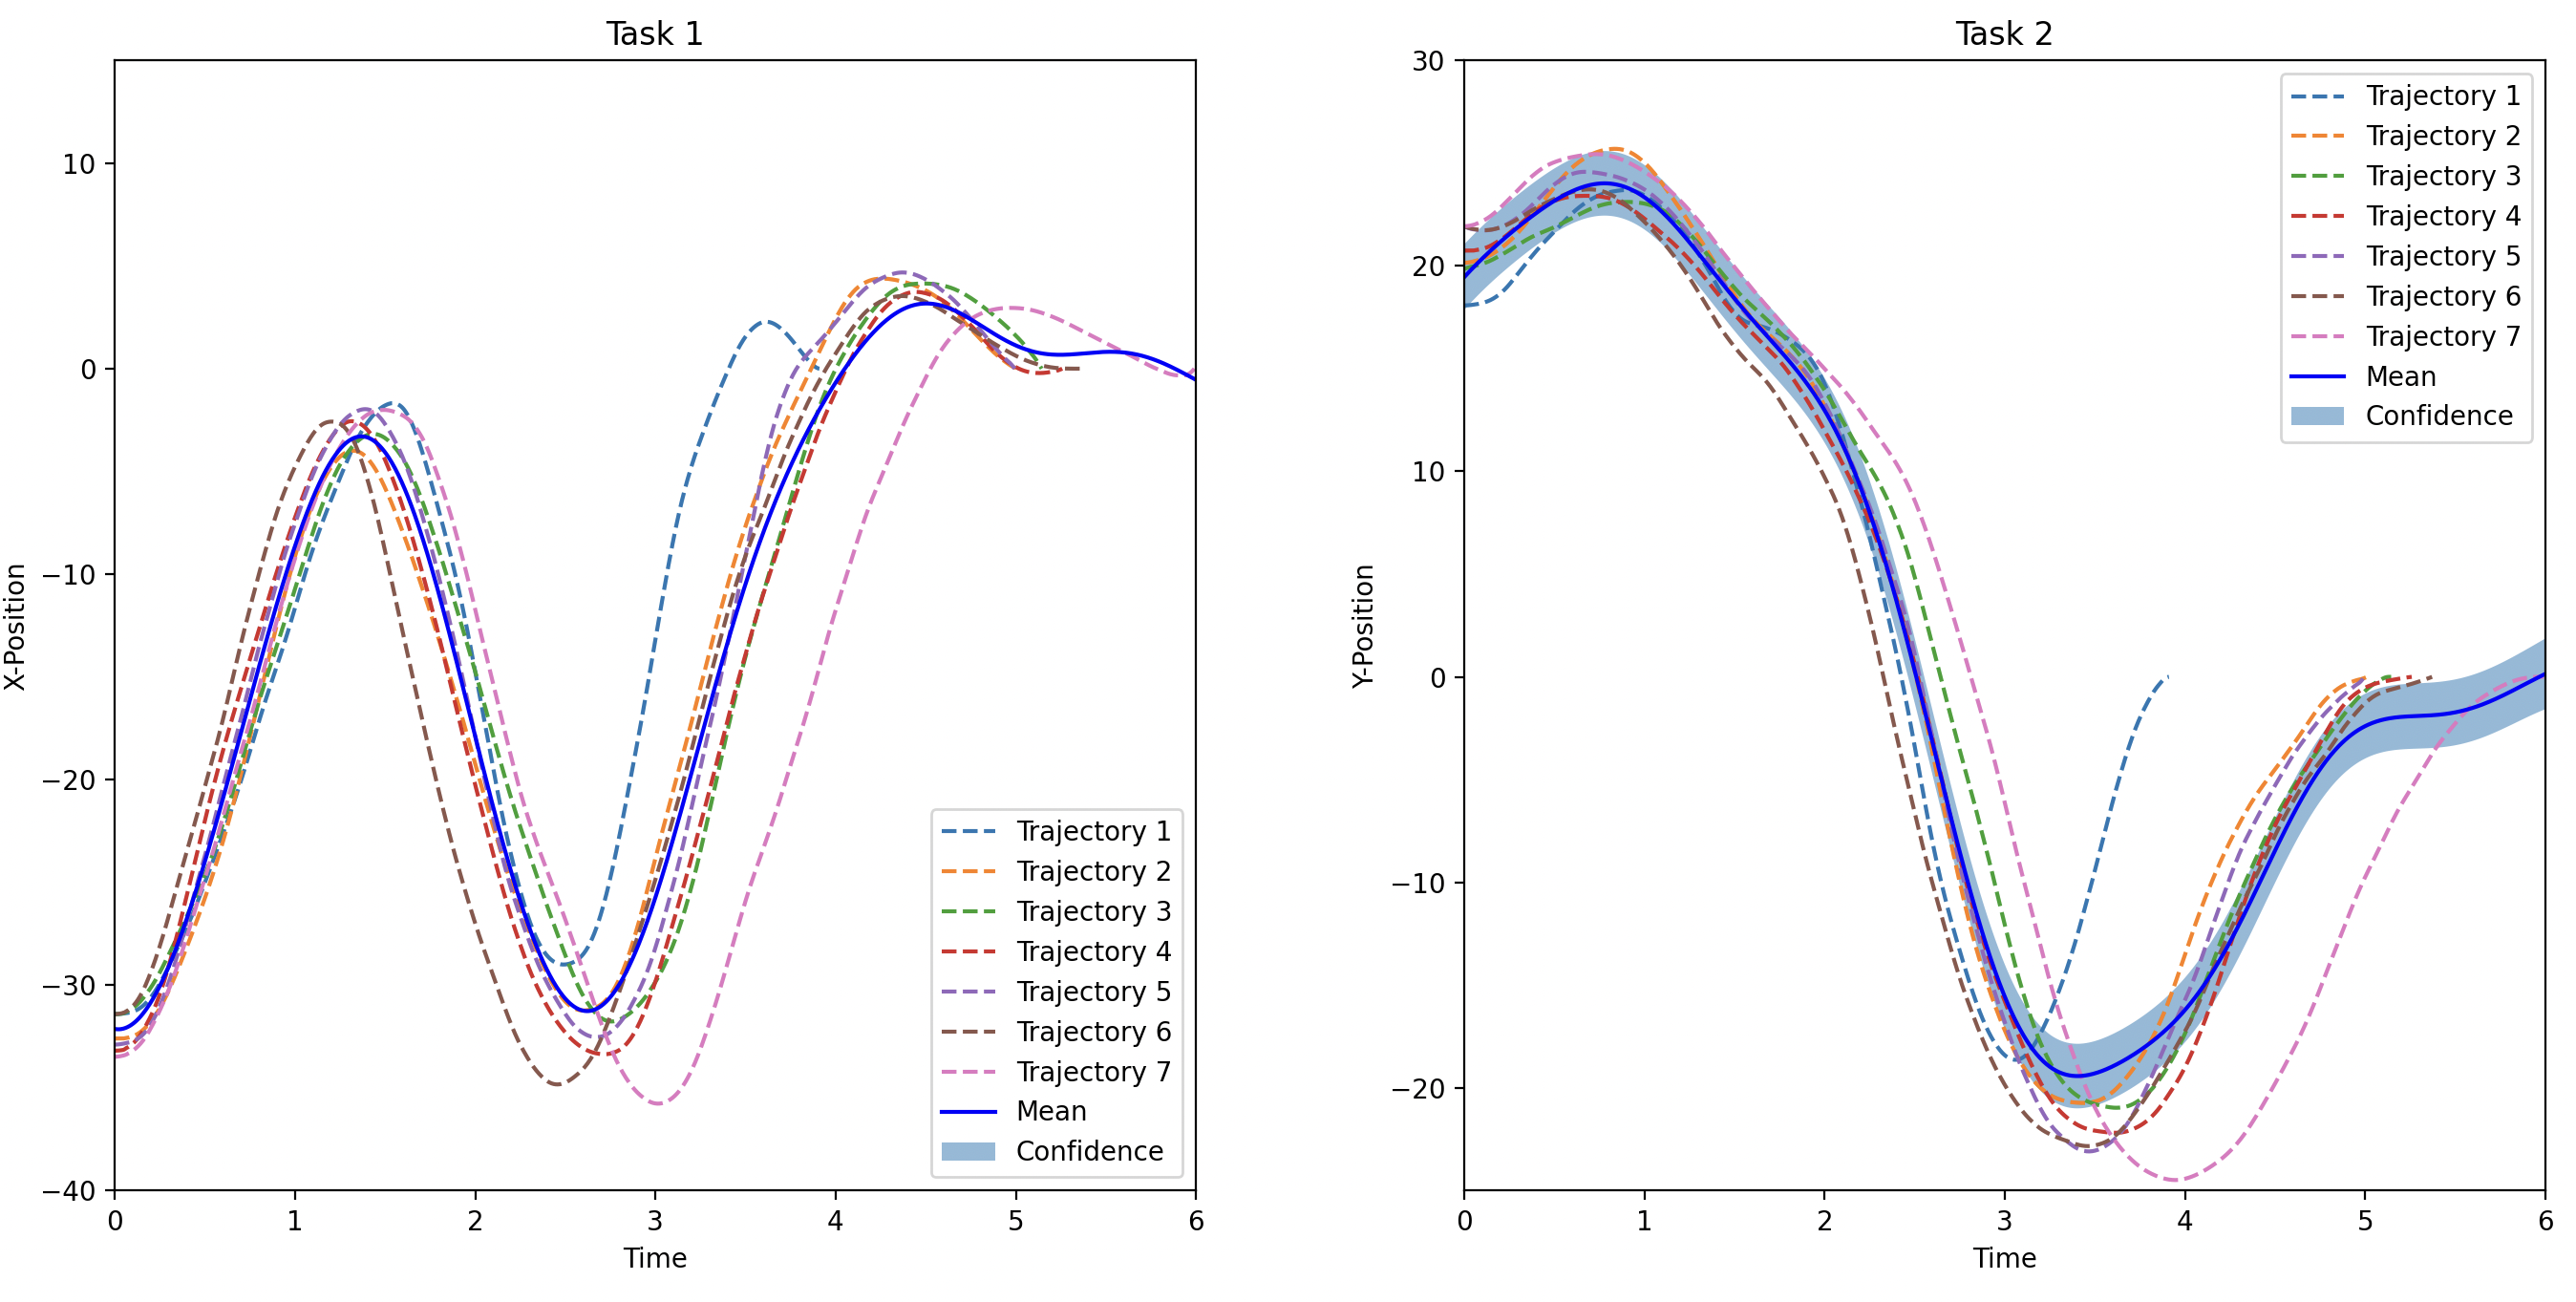 Task 1
X-Position
10
0
−10
−20
−30
−40
0 1 2 3 4 5 6
Time
Trajectory 1
Trajectory 2
Trajectory 3
Trajectory 4
Trajectory 5
Trajectory 6
Trajectory 7
Mean
Confidence
Task 2
Y-Position
30
20
10
0
−10
−20
0 1 2 3 4 5 6
Time
Trajectory 1
Trajectory 2
Trajectory 3
Trajectory 4
Trajectory 5
Trajectory 6
Trajectory 7
Mean
Confidence